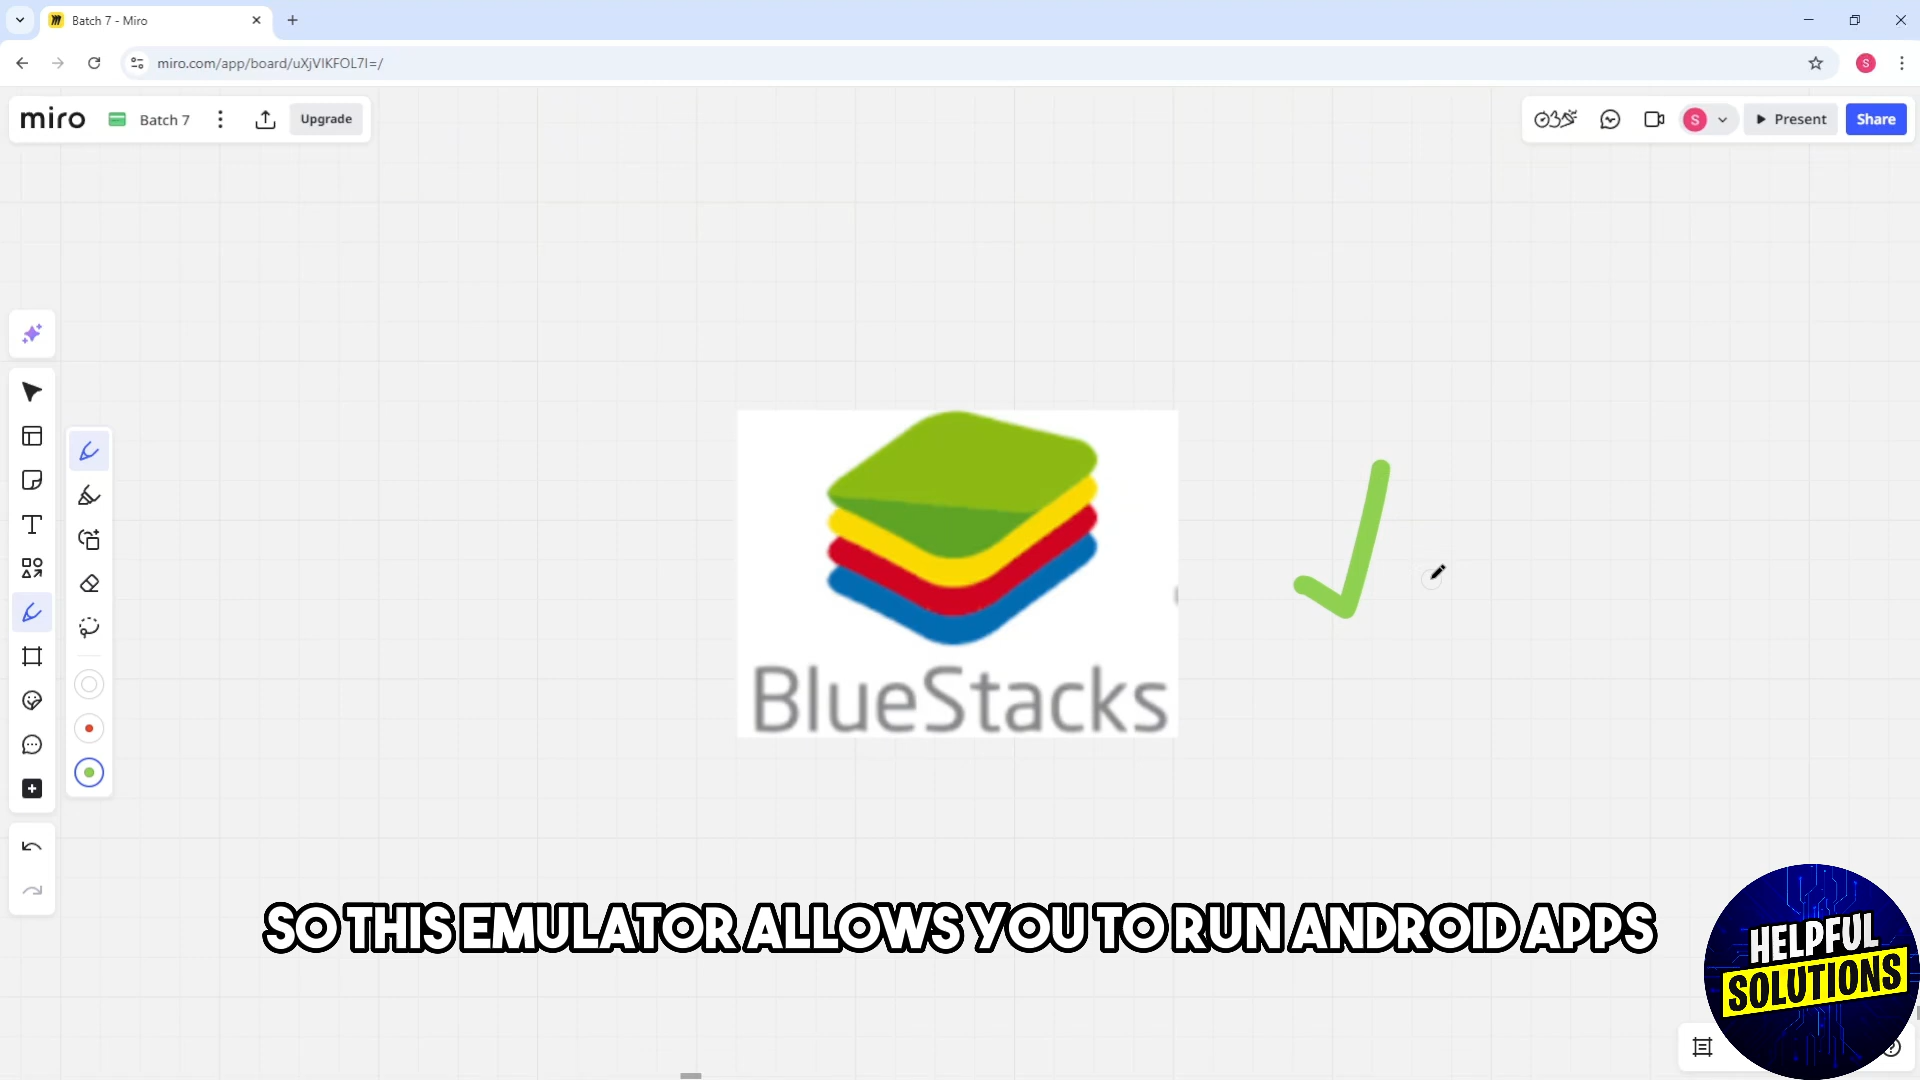 Batch 7 - Miro
miro.com/app/board/uXjVIKFOL7I=/
S
miro
Batch 7
Upgrade
S
Present
Share
BlueStacks
SO THIS EMULATOR ALLOWS YOU TO RUN ANDROID APPS
HELPFUL
SOLUTIONS